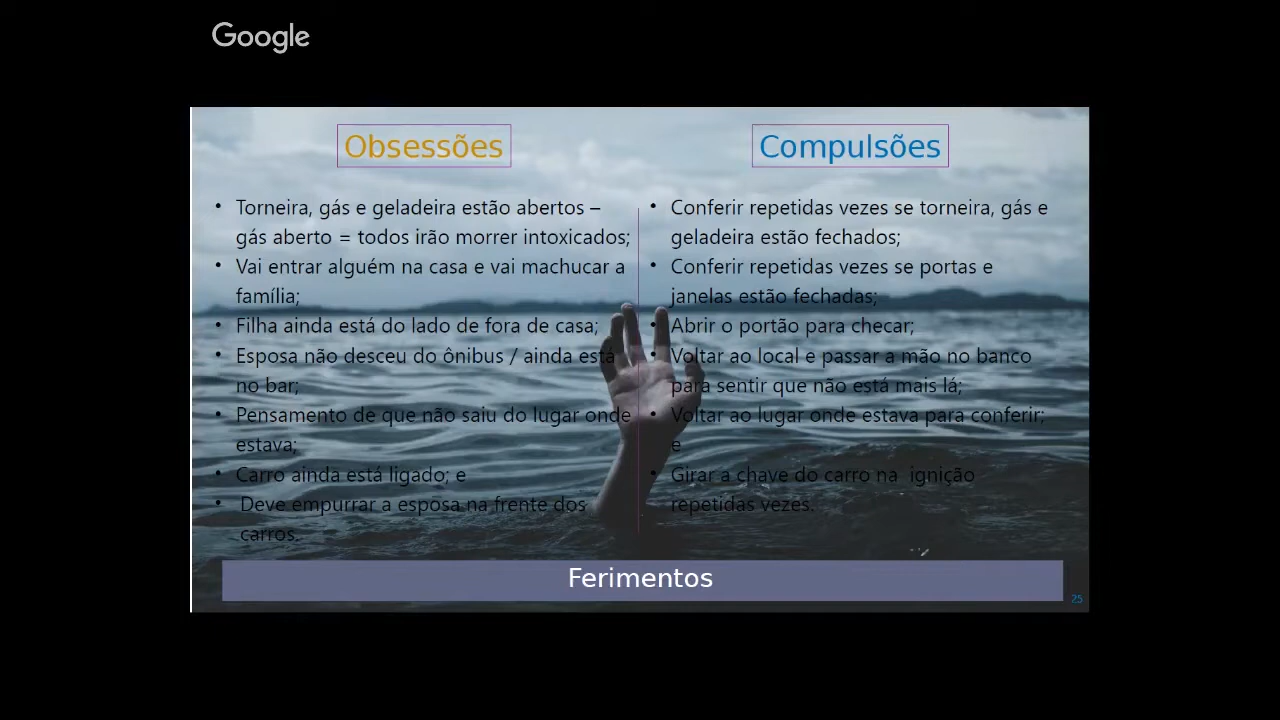 Google
Obsessões
Compulsões
• Torneira, gás e geladeira estão abertos –
gás aberto = todos irão morrer intoxicados;
• Vai entrar alguém na casa e vai machucar a
família;
• Filha ainda está do lado de fora de casa;
• Esposa não desceu do ônibus / ainda está
no bar;
• Pensamento de que não saiu do lugar onde
estava;
• Carro ainda está ligado; e
• Deve empurrar a esposa na frente dos
carros.
• Conferir repetidas vezes se torneira, gás e
geladeira estão fechados;
• Conferir repetidas vezes se portas e
janelas estão fechadas;
• Abrir o portão para checar;
• Voltar ao local e passar a mão no banco
para sentir que não está mais lá;
• Voltar ao lugar onde estava para conferir;
e
• Girar a chave do carro na ignição
repetidas vezes.
Ferimentos
25